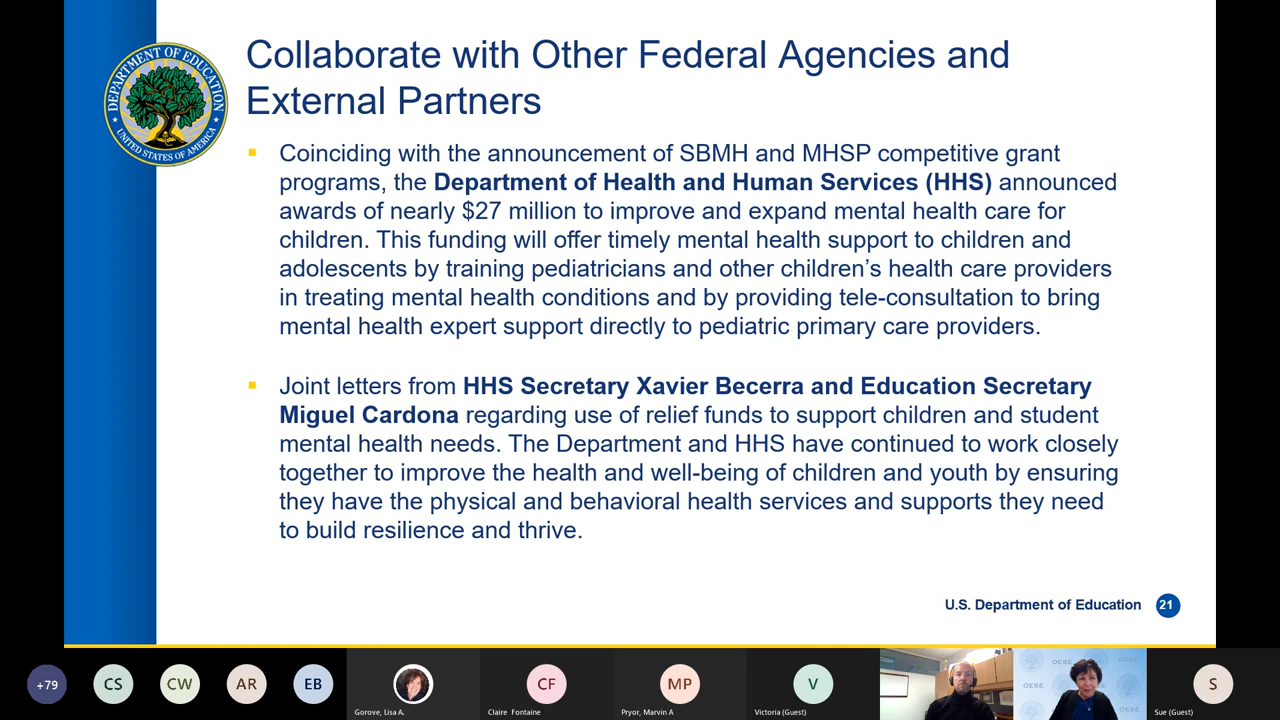 Collaborate with Other Federal Agencies and
External Partners
DEPARTMENT OF EDUCATION
UNITED STATES OF AMERICA
Coinciding with the announcement of SBMH and MHSP competitive grant
programs, the Department of Health and Human Services (HHS) announced
awards of nearly $27 million to improve and expand mental health care for
children. This funding will offer timely mental health support to children and
adolescents by training pediatricians and other children’s health care providers
in treating mental health conditions and by providing tele-consultation to bring
mental health expert support directly to pediatric primary care providers.
Joint letters from HHS Secretary Xavier Becerra and Education Secretary
Miguel Cardona regarding use of relief funds to support children and student
mental health needs. The Department and HHS have continued to work closely
together to improve the health and well-being of children and youth by ensuring
they have the physical and behavioral health services and supports they need
to build resilience and thrive.
U.S. Department of Education 21
+79
CS
CW
AR
EB
CF
MP
V
OESE
OESE
OESE
S
Gorove, Lisa A.
Claire Fontaine
Pryor, Marvin A
Victoria (Guest)
Sue (Guest)